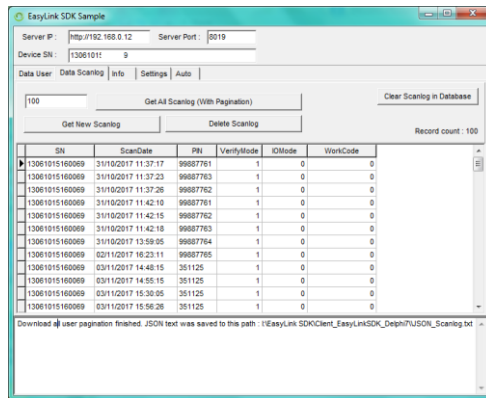 EasyLink SDK Sample
Server IP : http://192.168.0.12 Server Port : 8019
Device SN : 1306101 9
Data User Data Scanlog Info Settings Auto
100 Get All Scanlog (With Pagination) Clear Scanlog in Database
Get New Scanlog Delete Scanlog Record count : 100
SN ScanDate PIN VerifyMode IOMode WorkCode
13061015160069 31/10/2017 11:37:17 99887761 1 0 0
13061015160069 31/10/2017 11:37:23 99887763 1 0 0
13061015160069 31/10/2017 11:37:26 99887762 1 0 0
13061015160069 31/10/2017 11:42:10 99887761 1 0 0
13061015160069 31/10/2017 11:42:15 99887762 1 0 0
13061015160069 31/10/2017 11:42:18 99887763 1 0 0
13061015160069 31/10/2017 13:59:05 99887764 1 0 0
13061015160069 02/11/2017 16:23:11 99887765 1 0 0
13061015160069 03/11/2017 14:48:15 351125 1 0 0
13061015160069 03/11/2017 14:55:15 351125 1 0 0
13061015160069 03/11/2017 15:30:05 351125 1 0 0
13061015160069 03/11/2017 15:56:26 351125 1 0 0
Download all user pagination finished. JSON text was saved to this path : I:\EasyLink SDK\Client_EasyLinkSDK_Delphi7\JSON_Scanlog.txt